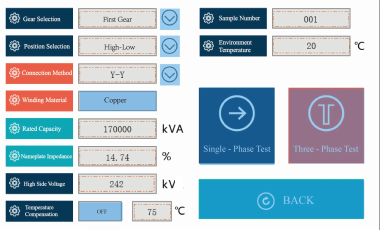 Gear Selection First Gear
Sample Number 001
Position Selection High-Low
Environment Temperature 20 ℃
Connection Method Y-Y
Winding Material Copper
Rated Capacity 170000 kVA
Nameplate Impedance 14.74 %
High Side Voltage 242 kV
Temperature Compensation OFF 75 ℃
Single - Phase Test
Three - Phase Test
BACK